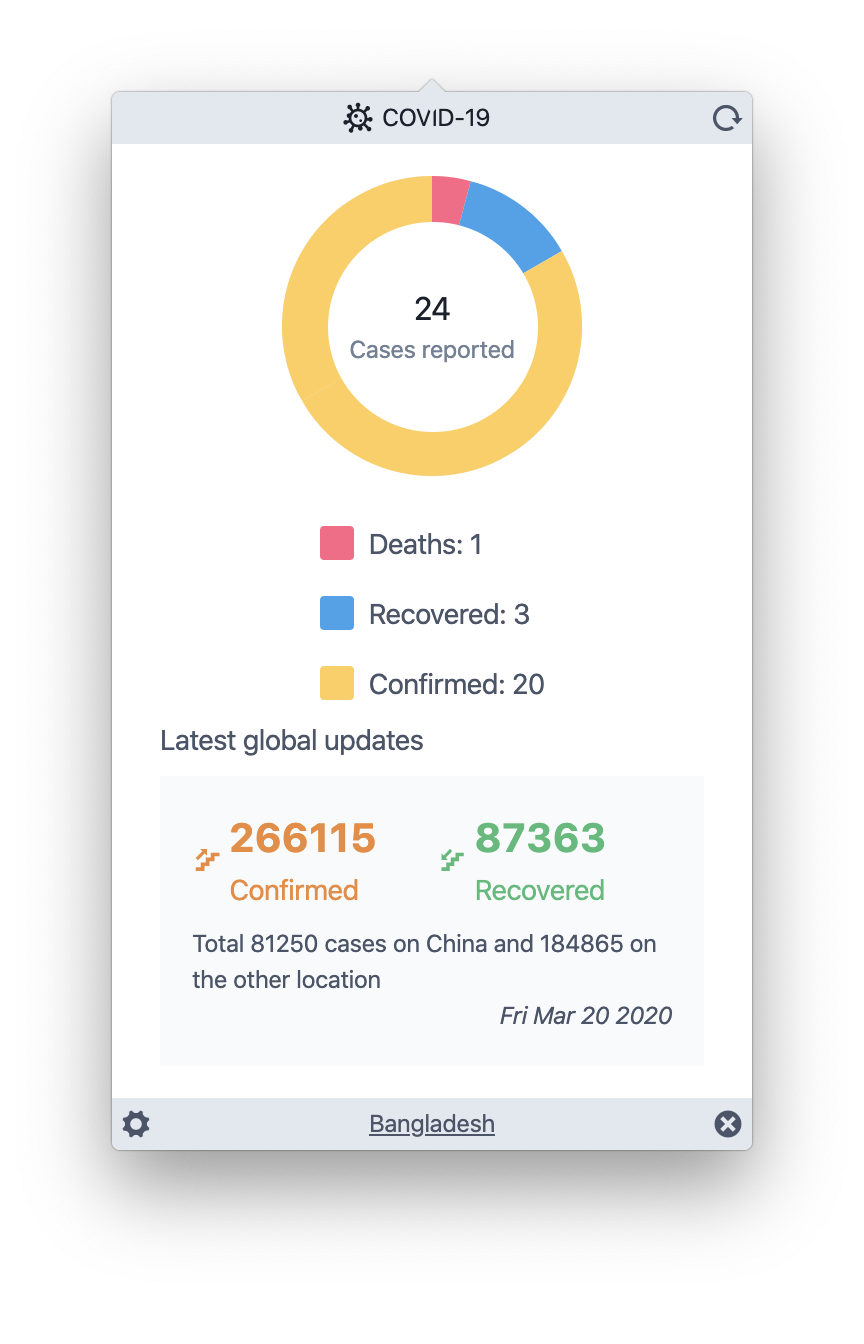 COVID-19
24
Cases reported
Deaths: 1
Recovered: 3
Confirmed: 20
Latest global updates
266115 87363
Confirmed Recovered
Total 81250 cases on China and 184865 on
the other location
Fri Mar 20 2020
Bangladesh